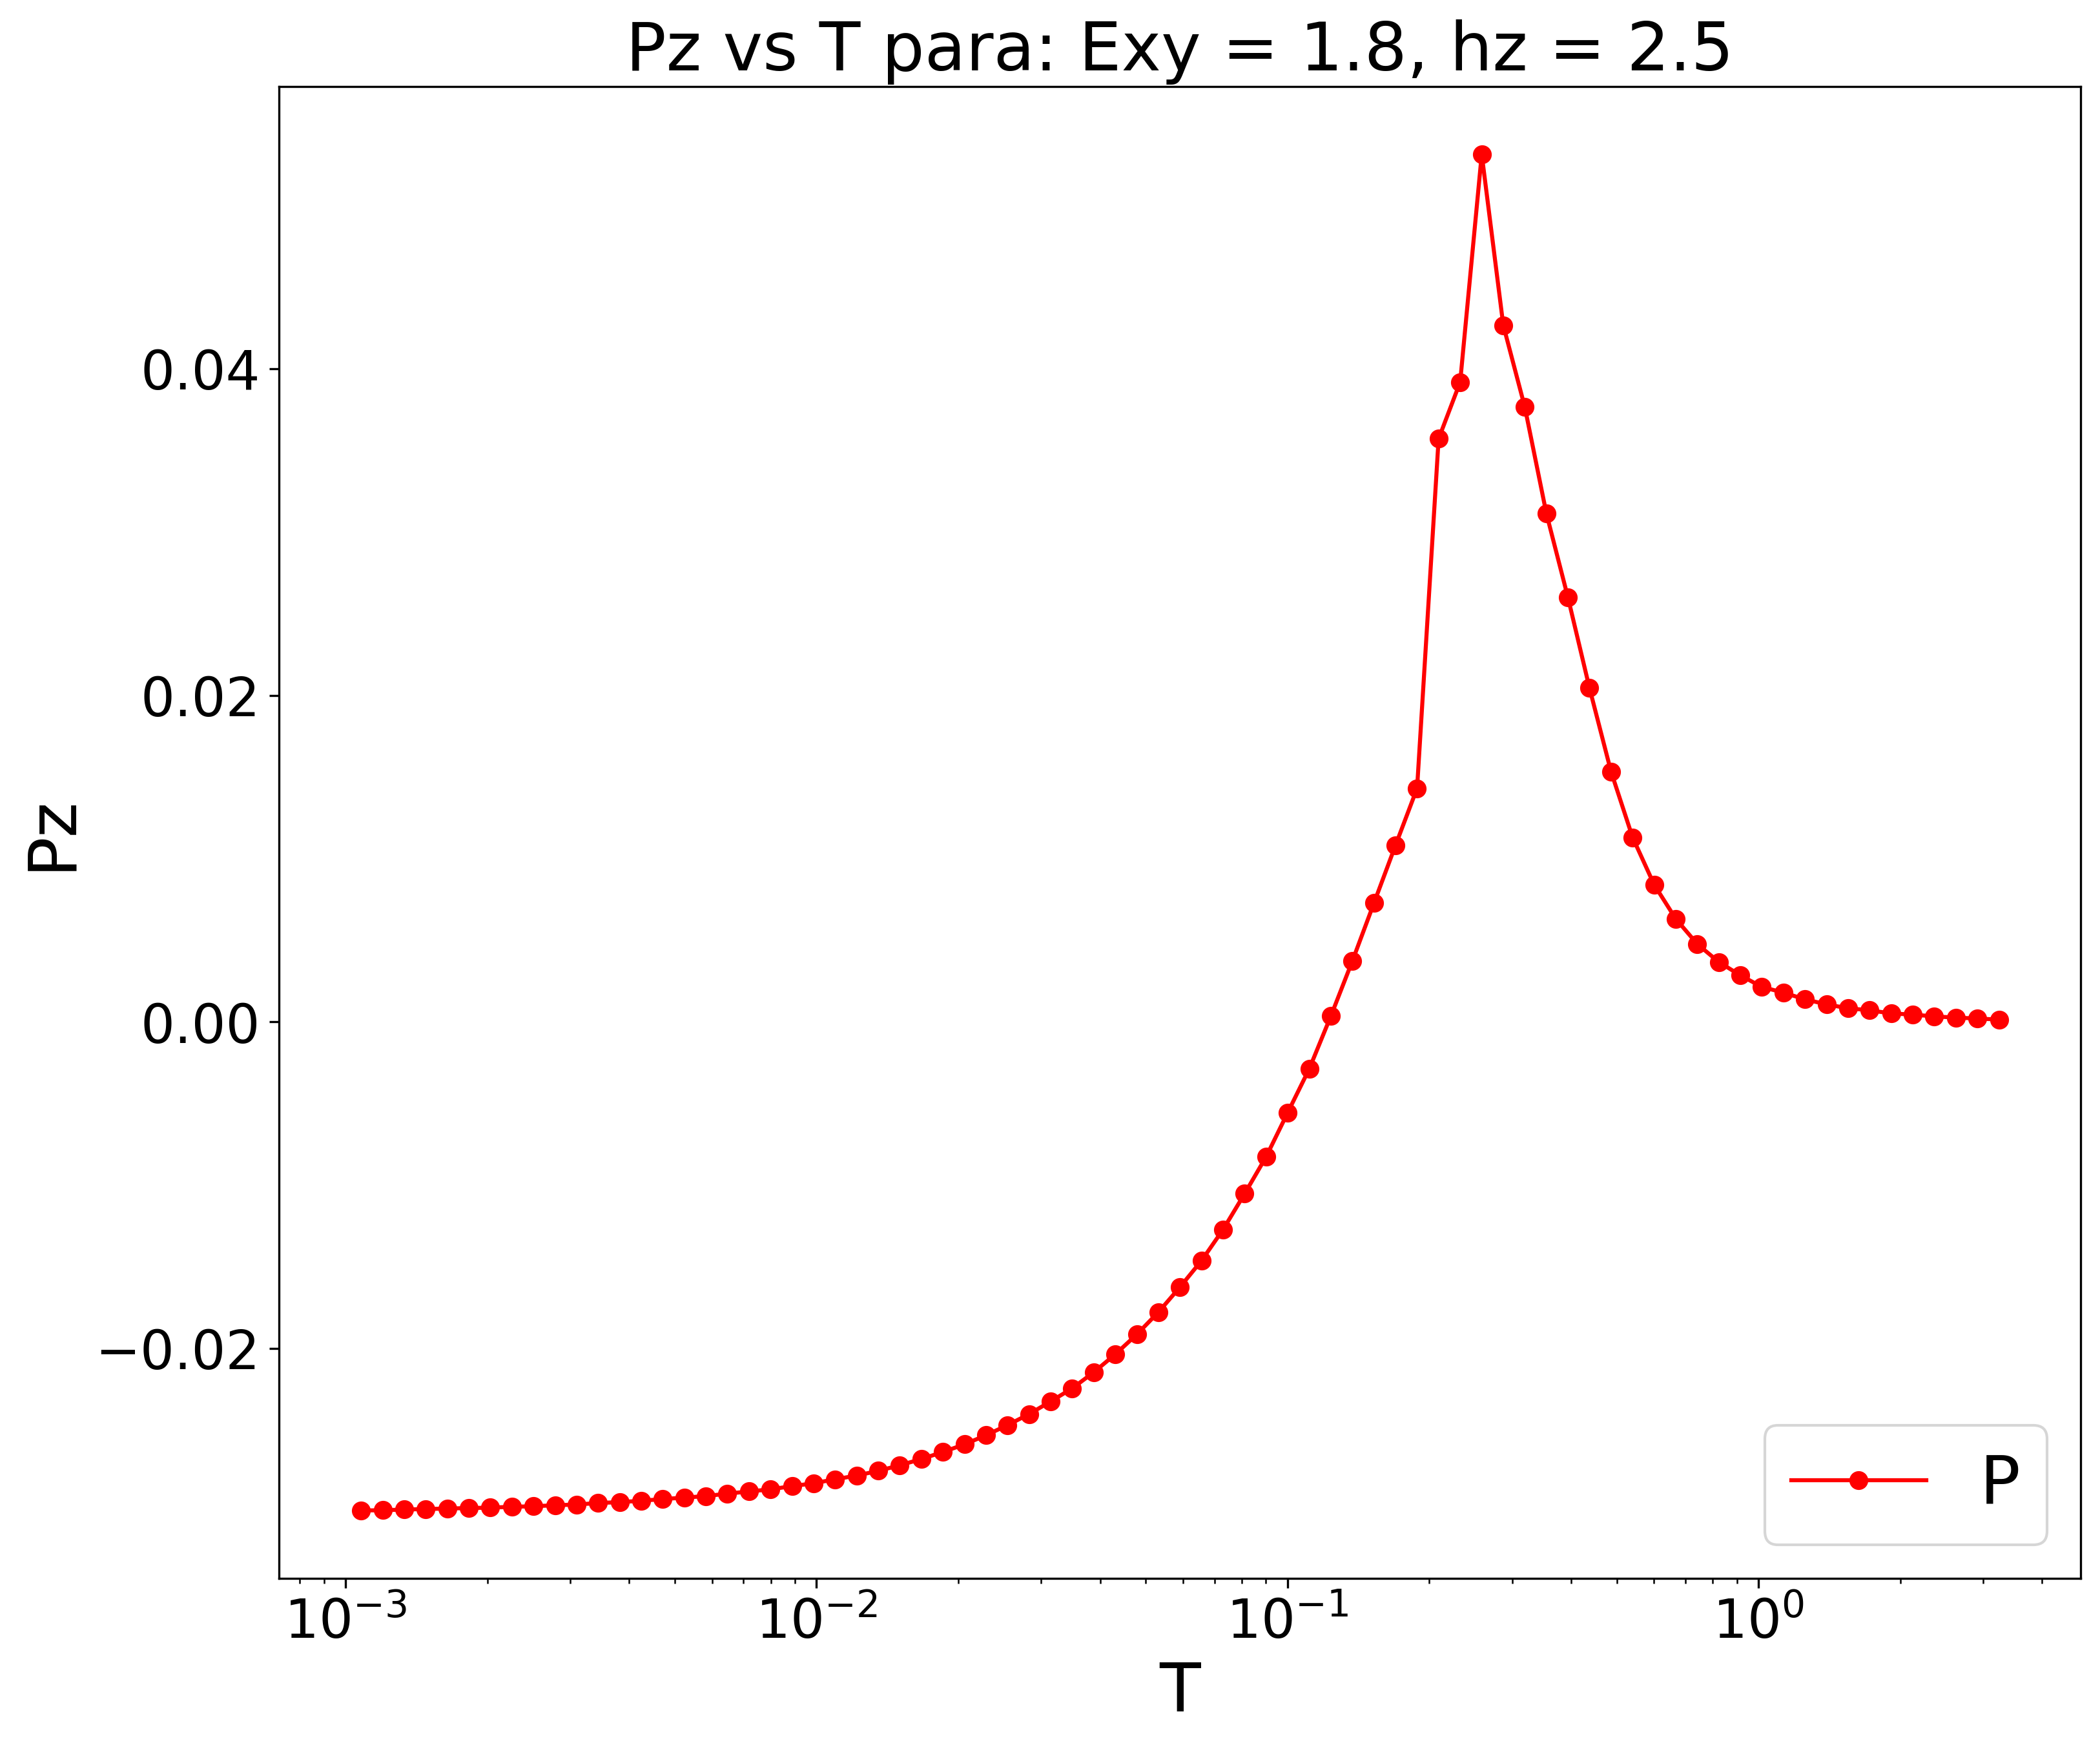 Pz vs T para: Exy = 1.8, hz = 2.5
Pz
0.04
0.02
0.00
−0.02
P
10⁻³ 10⁻² 10⁻¹ 10⁰
T